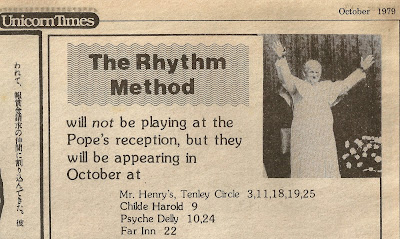 October 1979
Unicorn Times
The Rhythm
Method
will not be playing at the
Pope's reception, but they
will be appearing in
October at
Mr. Henry's, Tenley Circle 3,11,18,19,25
Childe Harold 9
Psyche Delly 10,24
Far Inn 22